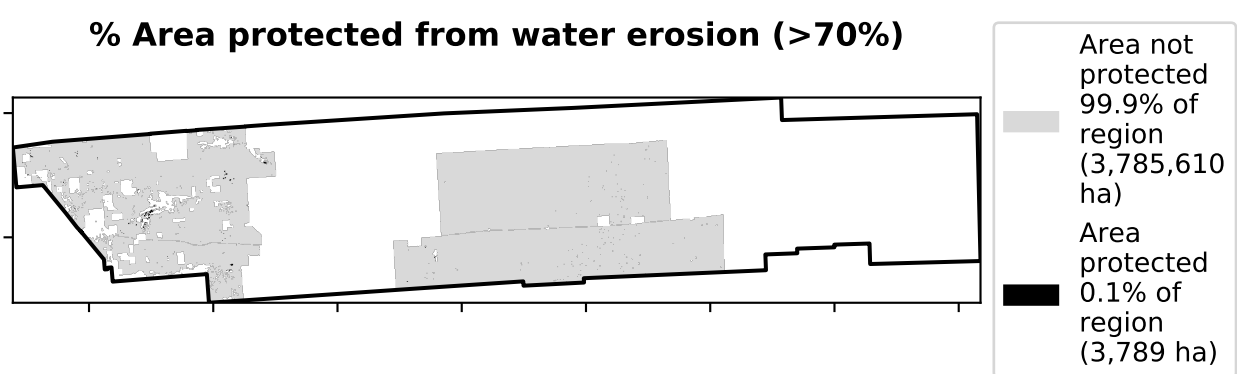 % Area protected from water erosion (>70%)
Area not
protected
99.9% of
region
(3,785,610
ha)
Area
protected
0.1% of
region
(3,789 ha)